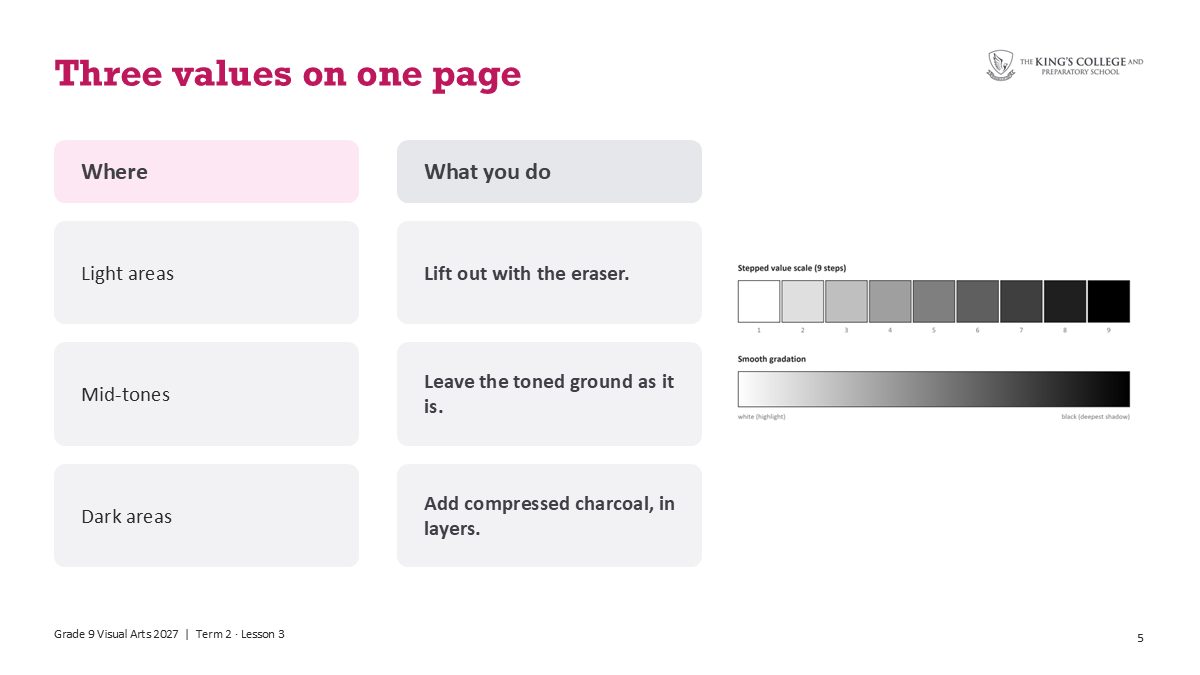 Three values on one page
THE KING'S COLLEGE AND
PREPARATORY SCHOOL
Where
What you do
Light areas
Lift out with the eraser.
Mid-tones
Leave the toned ground as it
is.
Dark areas
Add compressed charcoal, in
layers.
Stepped value scale (9 steps)
1 2 3 4 5 6 7 8 9
Smooth gradation
white (highlight)
black (deepest shadow)
Grade 9 Visual Arts 2027 | Term 2 · Lesson 3
5